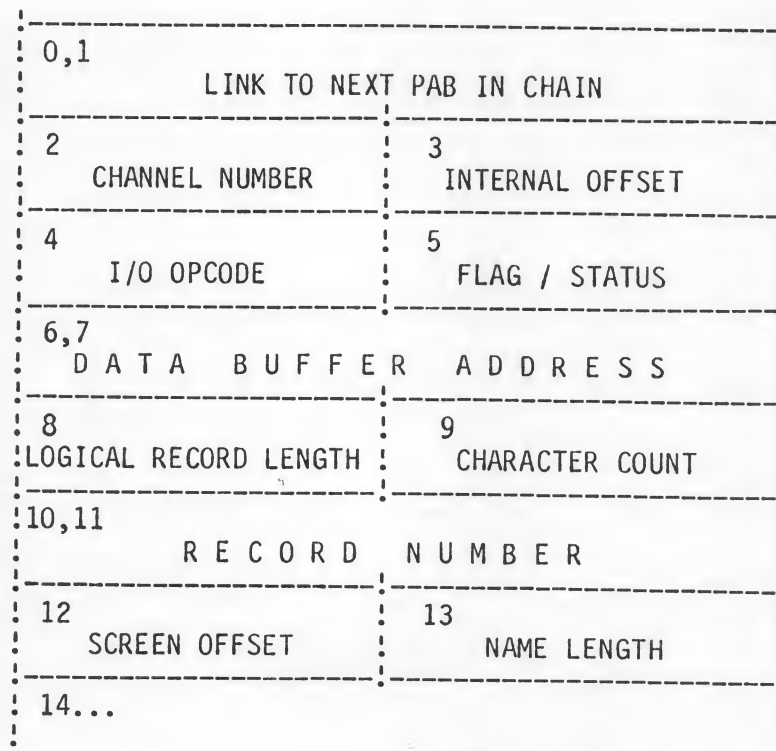 0,1
LINK TO NEXT PAB IN CHAIN
2 3
CHANNEL NUMBER INTERNAL OFFSET
4 5
I/O OPCODE FLAG / STATUS
6,7
D A T A B U F F E R A D D R E S S
8 9
LOGICAL RECORD LENGTH CHARACTER COUNT
10,11
R E C O R D N U M B E R
12 13
SCREEN OFFSET NAME LENGTH
14...